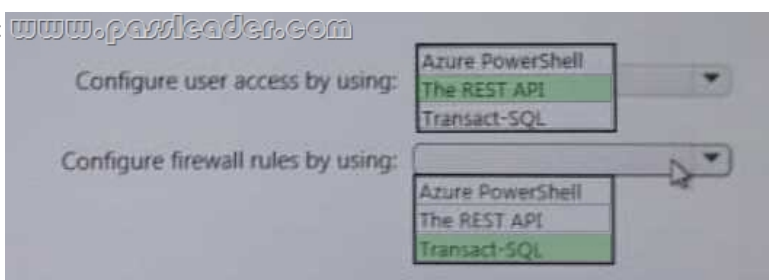 www.passleader.com
Azure PowerShell
Configure user access by using:
The REST API
Transact-SQL
Configure firewall rules by using:
Azure PowerShell
The REST API
Transact-SQL